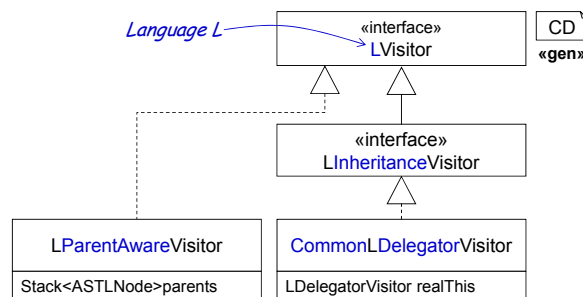 Language L
«interface»
LVisitor
CD
«gen»
«interface»
LInheritanceVisitor
LParentAwareVisitor
Stack<ASTLNode>parents
CommonLDelegatorVisitor
LDelegatorVisitor realThis